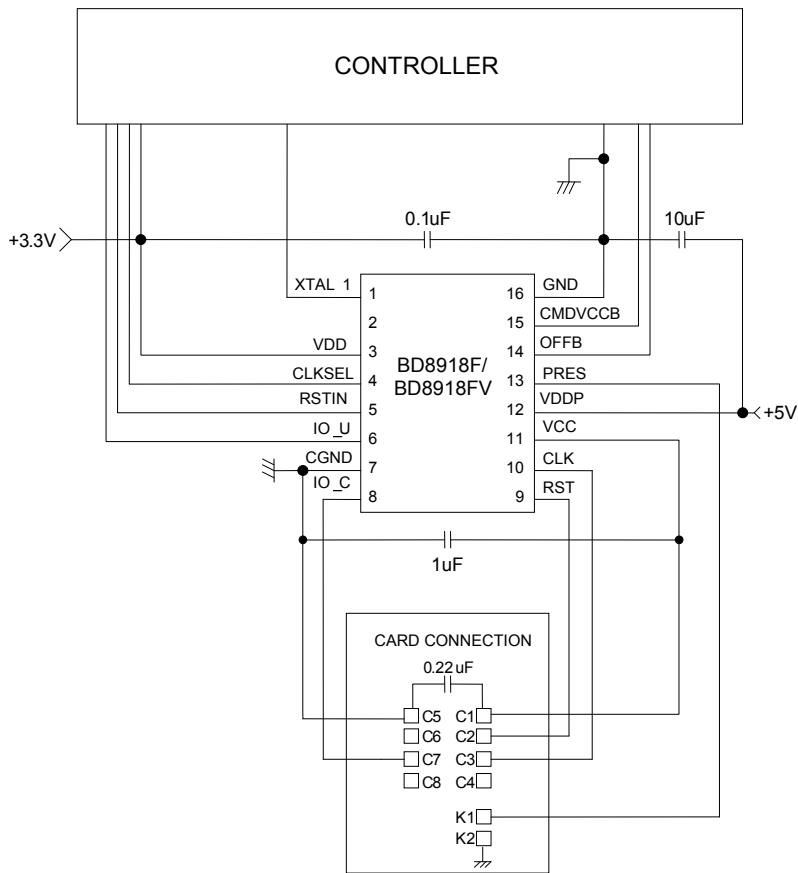 CONTROLLER
0.1uF
10uF
+3.3V
+5V
XTAL_1
VDD
CLKSEL
RSTIN
IO_U
CGND
IO_C
1
2
3
4
5
6
7
8
BD8918F/
BD8918FV
16
15
14
13
12
11
10
9
GND
CMDVCCB
OFFB
PRES
VDDP
VCC
CLK
RST
1uF
CARD CONNECTION
0.22uF
C5 C1
C6 C2
C7 C3
C8 C4
K1
K2